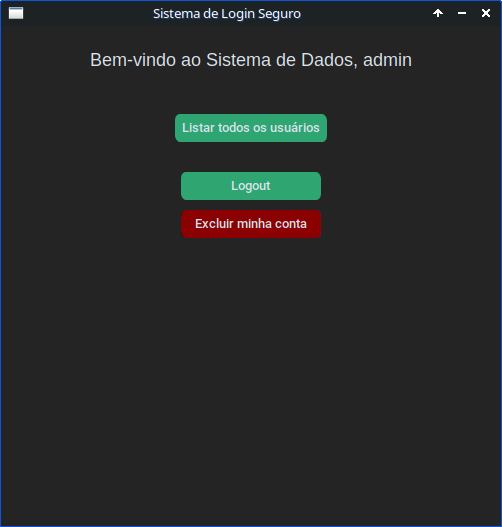 Sistema de Login Seguro
Bem-vindo ao Sistema de Dados, admin
Listar todos os usuários
Logout
Excluir minha conta